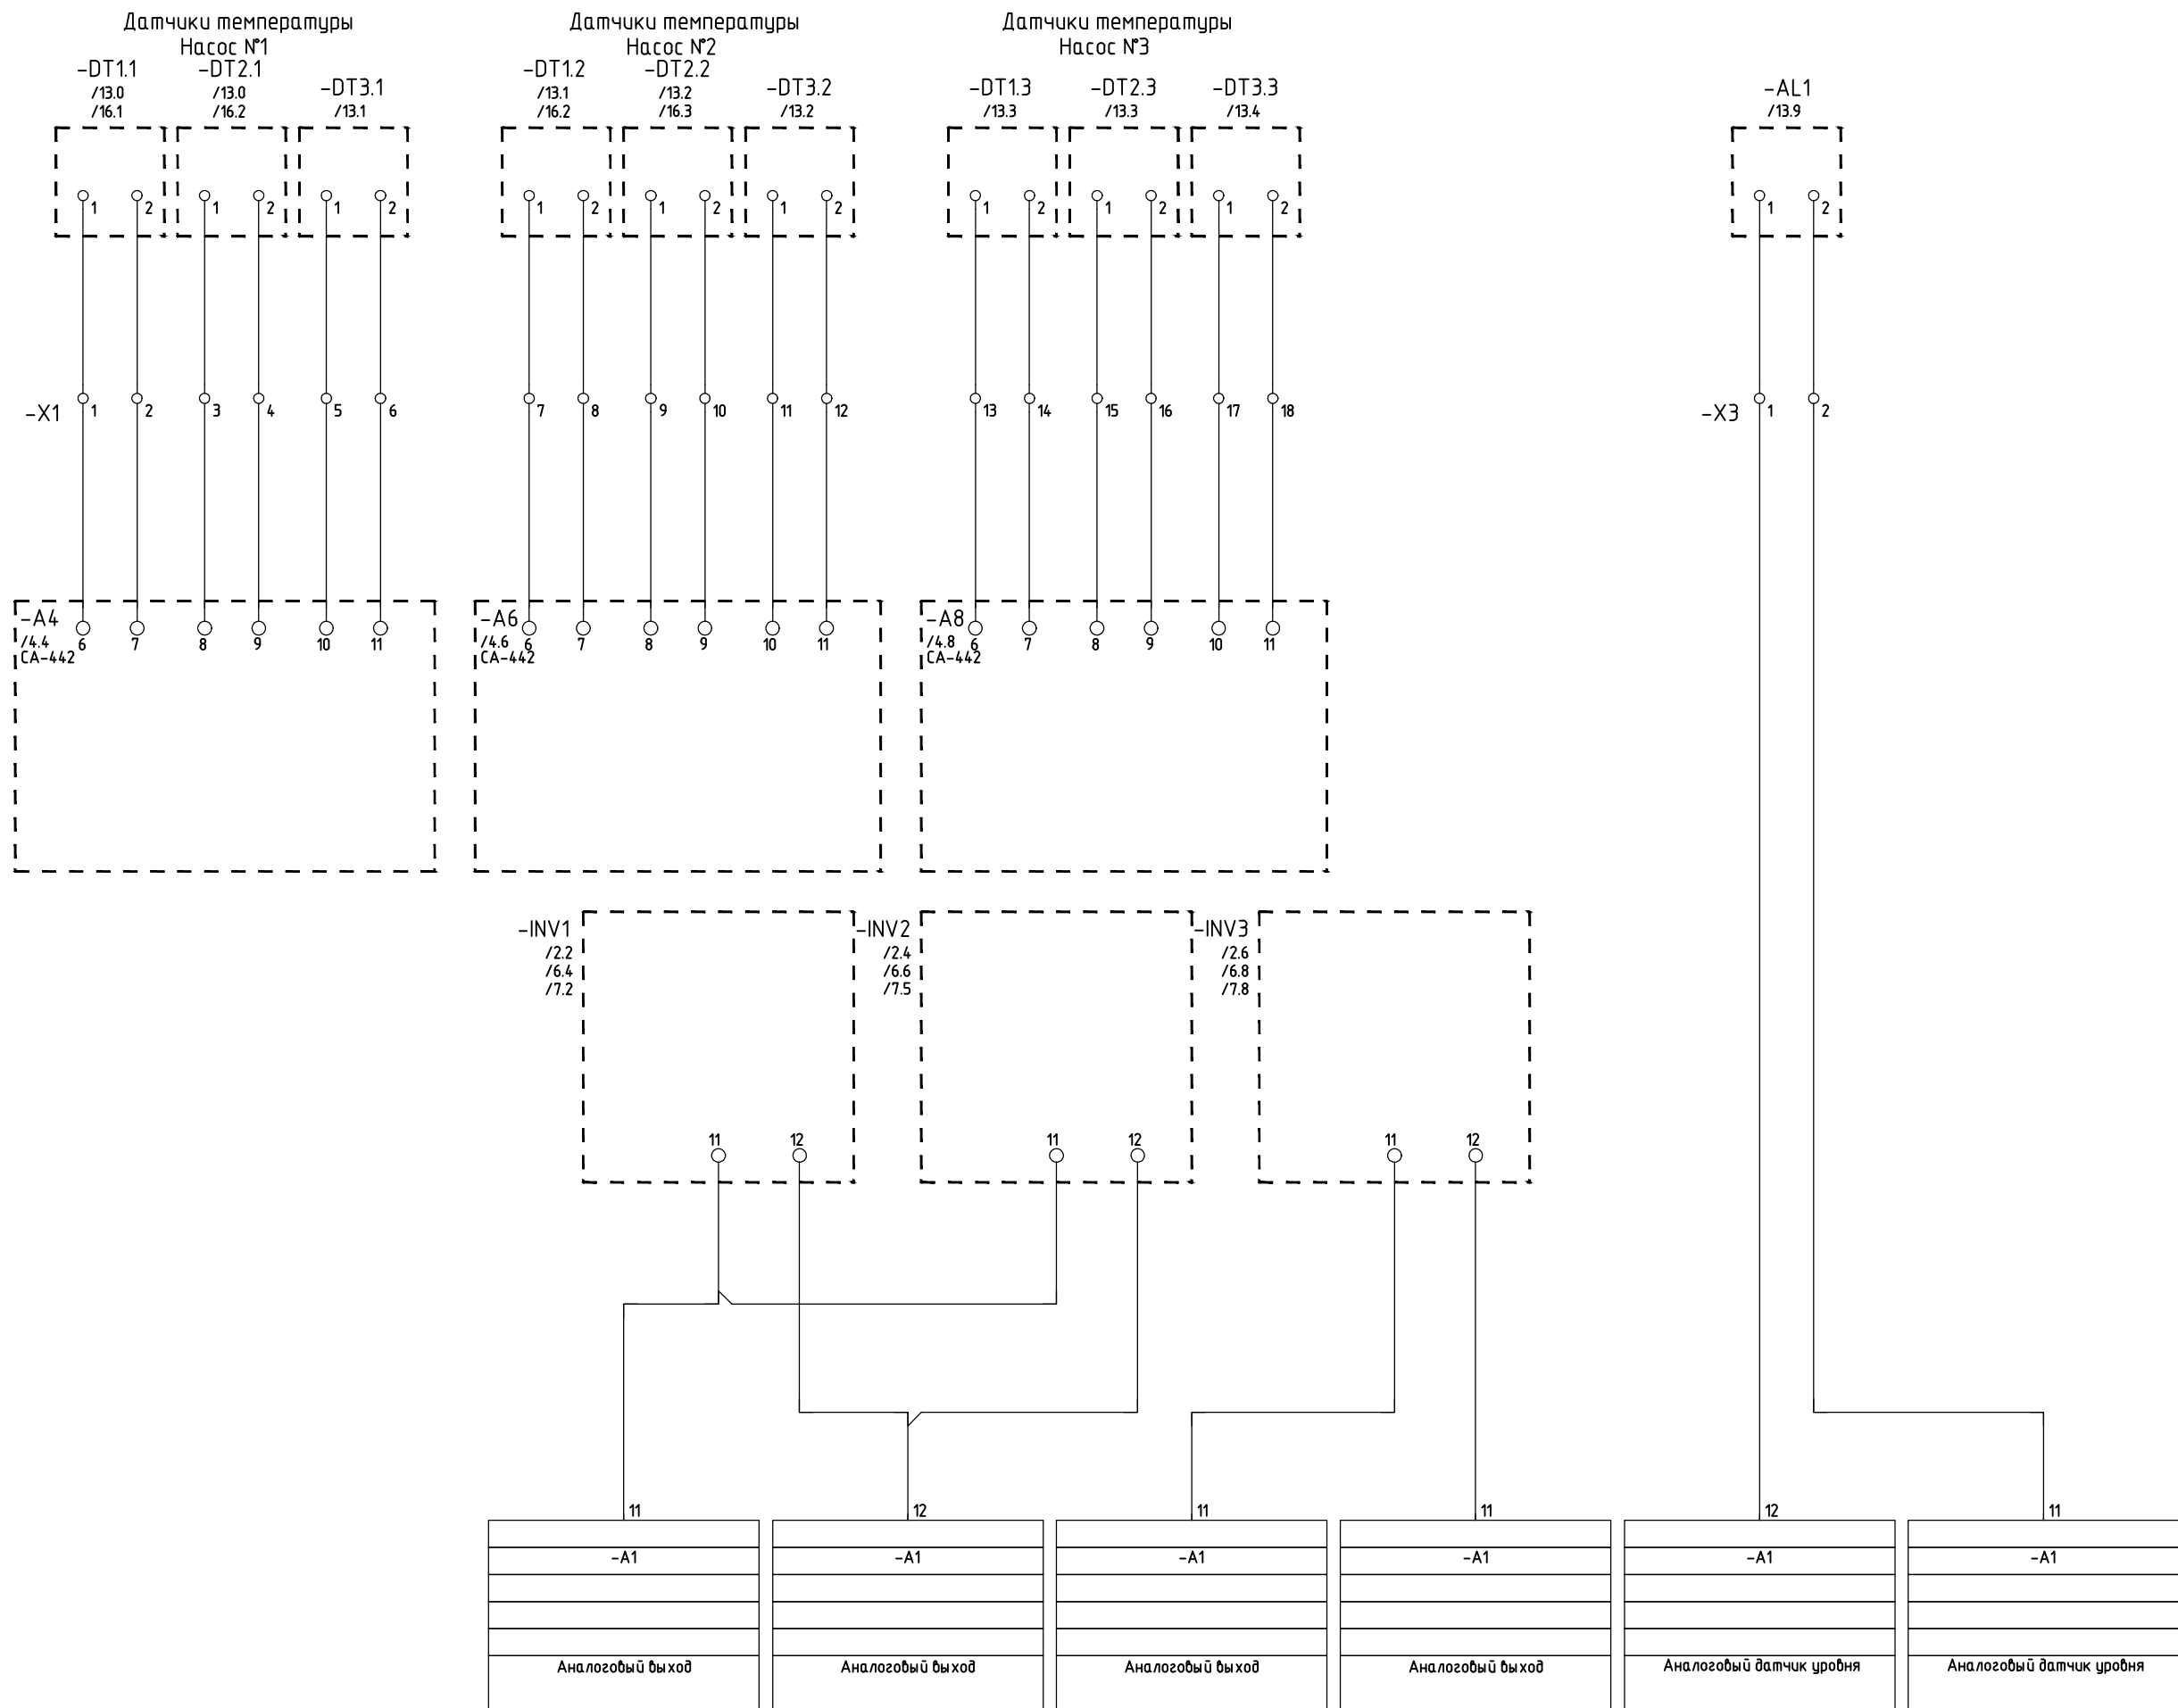 Датчики температуры
Насос №1
Датчики температуры
Насос №2
Датчики температуры
Насос №3
-DT1.1
/13.0
/16.1
-DT2.1
/13.0
/16.2
-DT3.1
/13.1
-DT1.2
/13.1
/16.2
-DT2.2
/13.2
/16.3
-DT3.2
/13.2
-DT1.3
/13.3
-DT2.3
/13.3
-DT3.3
/13.4
-AL1
/13.9
1 2 1 2 1 2 1 2 1 2 1 2 1 2 1 2 1 2 1 2
-X1 1 2 3 4 5 6 7 8 9 10 11 12 13 14 15 16 17 18
-X3 1 2
-A4
/4.4
CA-442
6 7 8 9 10 11
-A6
/4.6
CA-442
6 7 8 9 10 11
-A8
/4.8
CA-442
6 7 8 9 10 11
-INV1
/2.2
/6.4
/7.2
-INV2
/2.4
/6.6
/7.5
-INV3
/2.6
/6.8
/7.8
11 12 11 12 11 12
11 12 11 11 12 11
-A1 -A1 -A1 -A1 -A1 -A1
Аналоговый выход
Аналоговый выход
Аналоговый выход
Аналоговый выход
Аналоговый датчик уровня
Аналоговый датчик уровня